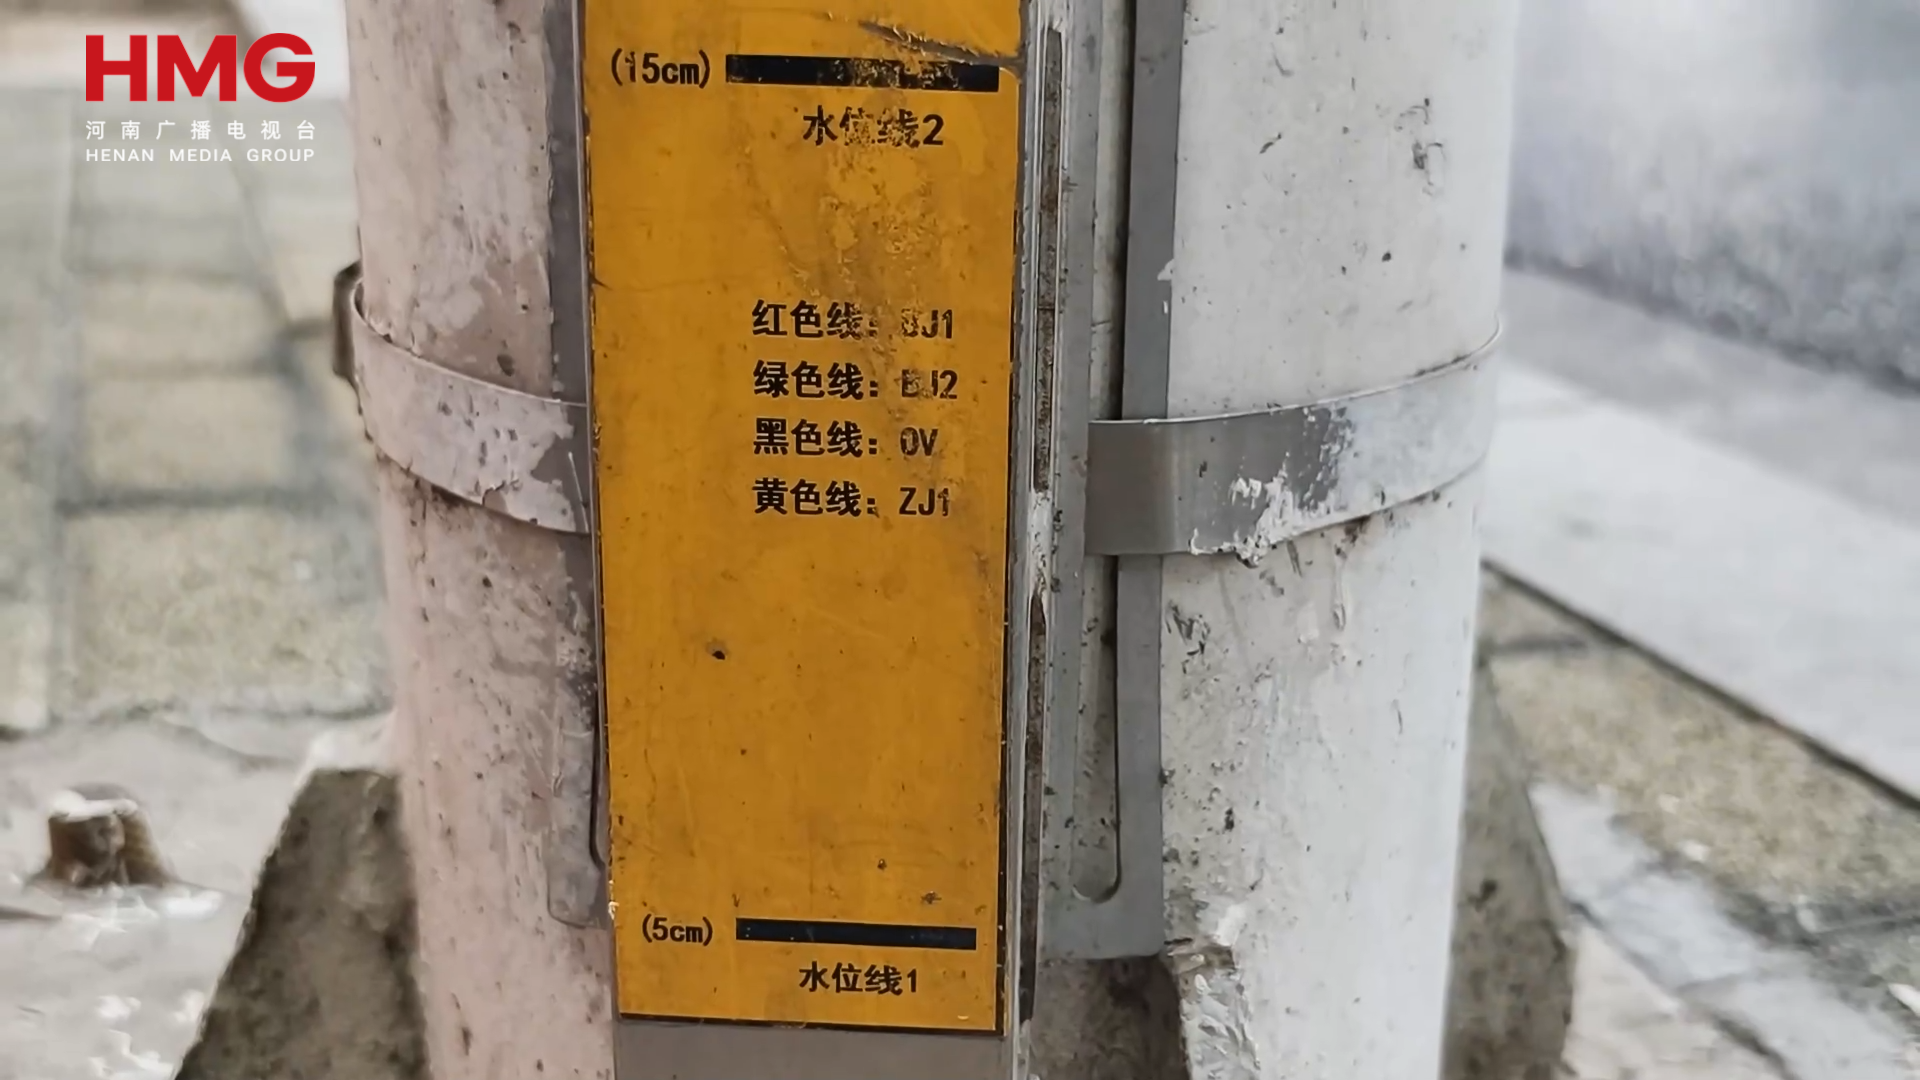 HMG
河南广播电视台
HENAN MEDIA GROUP
(15cm)
水位线2
红色线：BJ1
绿色线：BJ2
黑色线：0V
黄色线：ZJ1
(5cm)
水位线1